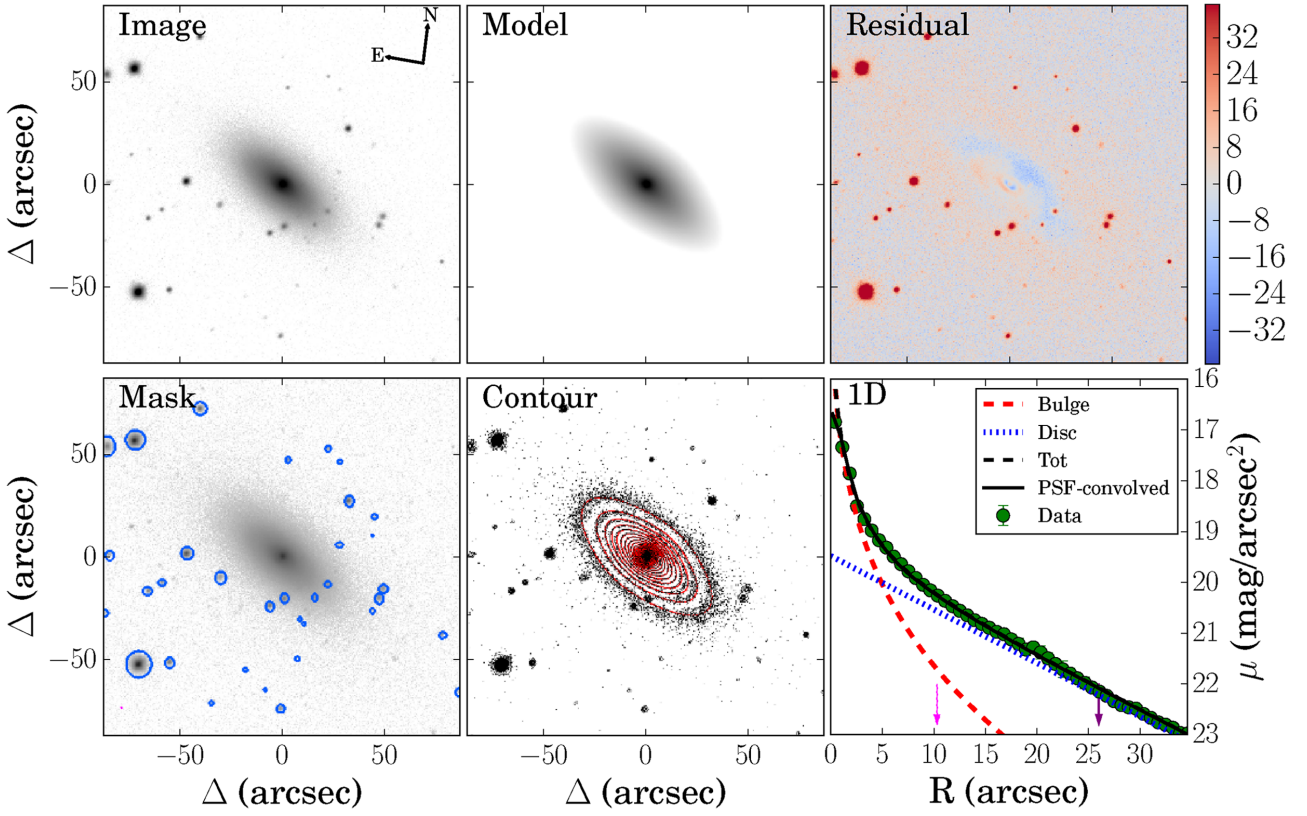 Image
N
E
Model
Residual
Δ (arcsec)
50
0
−50
32
24
16
8
0
−8
−16
−24
−32
Mask
Contour
1D
Bulge
Disc
Tot
PSF-convolved
Data
Δ (arcsec)
50
0
−50
16
17
18
19
20
21
22
23
μ (mag/arcsec²)
−50 0 50
−50 0 50
0 5 10 15 20 25 30
Δ (arcsec)
Δ (arcsec)
R (arcsec)